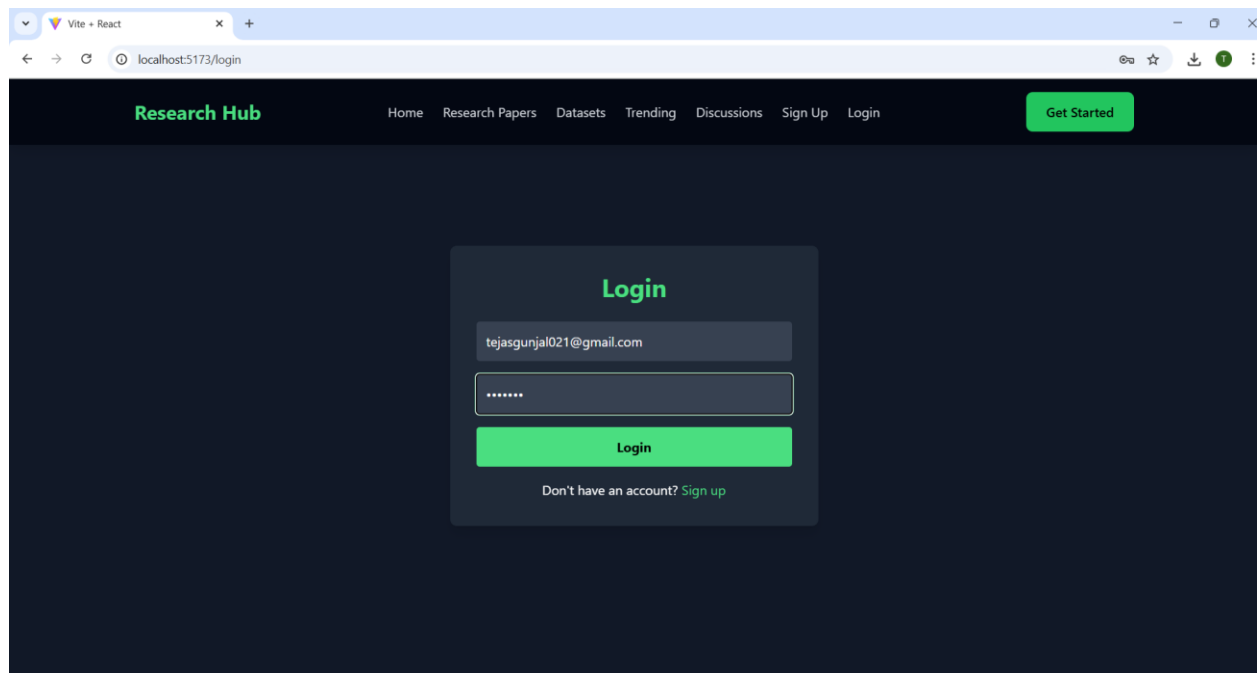 Vite + React
localhost:5173/login
T
Research Hub Home Research Papers Datasets Trending Discussions Sign Up Login Get Started
Login
tejasgunjal021@gmail.com
•••••••
Login
Don't have an account? Sign up